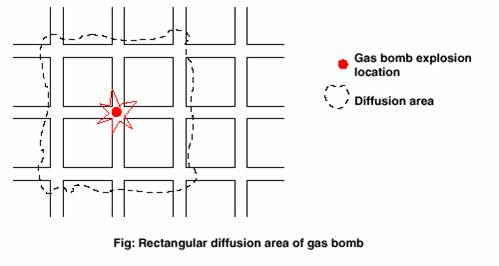 Gas bomb explosion
location
Diffusion area
Fig: Rectangular diffusion area of gas bomb